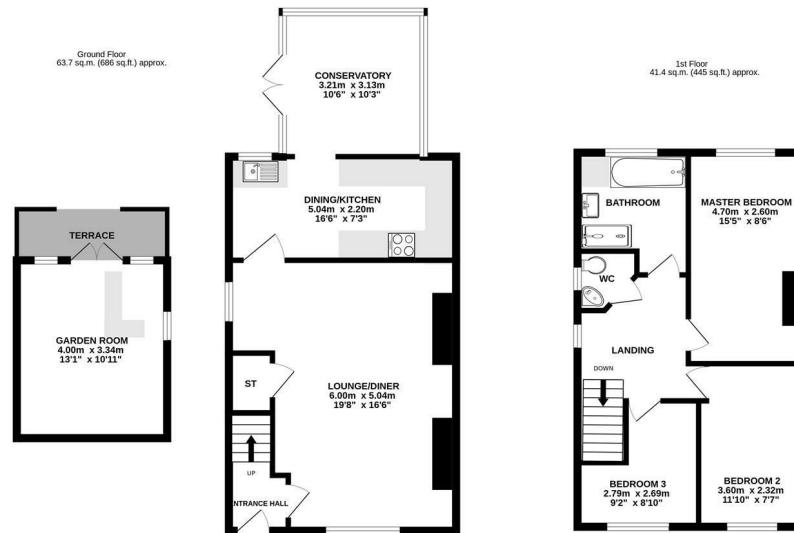 Ground Floor
63.7 sq.m. (686 sq.ft.) approx.
1st Floor
41.4 sq.m. (445 sq.ft.) approx.
CONSERVATORY
3.21m x 3.13m
10'6" x 10'3"
DINING/KITCHEN
5.04m x 2.20m
16'6" x 7'3"
TERRACE
GARDEN ROOM
4.00m x 3.34m
13'1" x 10'11"
ST
LOUNGE/DINER
6.00m x 5.04m
19'8" x 16'6"
UP
ENTRANCE HALL
BATHROOM
MASTER BEDROOM
4.70m x 2.60m
15'5" x 8'6"
WC
LANDING
DOWN
BEDROOM 3
2.79m x 2.69m
9'2" x 8'10"
BEDROOM 2
3.60m x 2.32m
11'10" x 7'7"